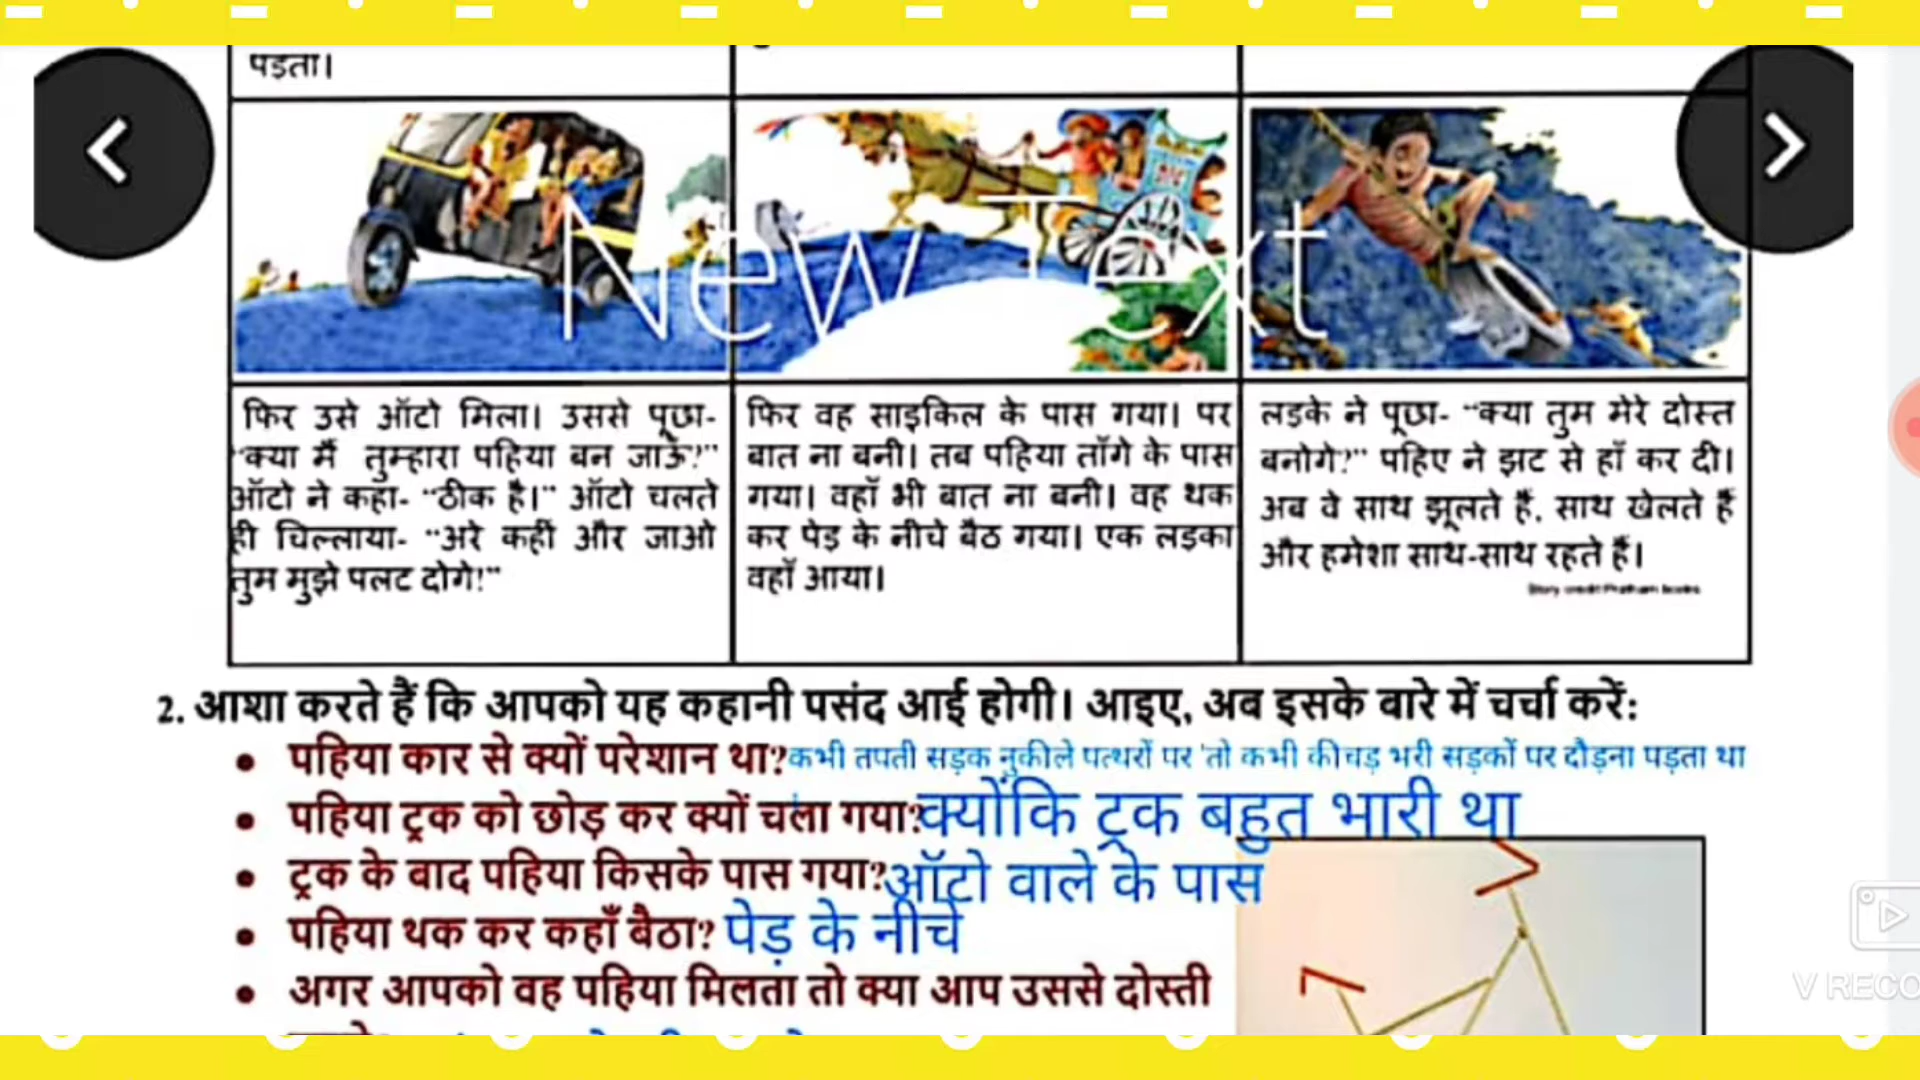 पड़ता।
New Text
फिर उसे ऑटो मिला। उससे पूछा-
"क्या मैं तुम्हारा पहिया बन जाऊँ?"
ऑटो ने कहा- "ठीक है।" ऑटो चलते
ही चिल्लाया- "अरे कहीं और जाओ
तुम मुझे पलट दोगे!"
फिर वह साइकिल के पास गया। पर
बात ना बनी। तब पहिया ताँगे के पास
गया। वहाँ भी बात ना बनी। वह थक
कर पेड़ के नीचे बैठ गया। एक लड़का
वहाँ आया।
लड़के ने पूछा- "क्या तुम मेरे दोस्त
बनोगे?" पहिए ने झट से हाँ कर दी।
अब वे साथ झूलते हैं, साथ खेलते हैं
और हमेशा साथ-साथ रहते हैं।
Story credit Pratham books
2. आशा करते हैं कि आपको यह कहानी पसंद आई होगी। आइए, अब इसके बारे में चर्चा करें:
• पहिया कार से क्यों परेशान था? कभी तपती सड़क नुकीले पत्थरों पर 'तो कभी कीचड़ भरी सड़कों पर दौड़ना पड़ता था
• पहिया ट्रक को छोड़ कर क्यों चला गया? क्योंकि ट्रक बहुत भारी था
• ट्रक के बाद पहिया किसके पास गया? ऑटो वाले के पास
• पहिया थक कर कहाँ बैठा? पेड़ के नीचे
• अगर आपको वह पहिया मिलता तो क्या आप उससे दोस्ती
V RECO